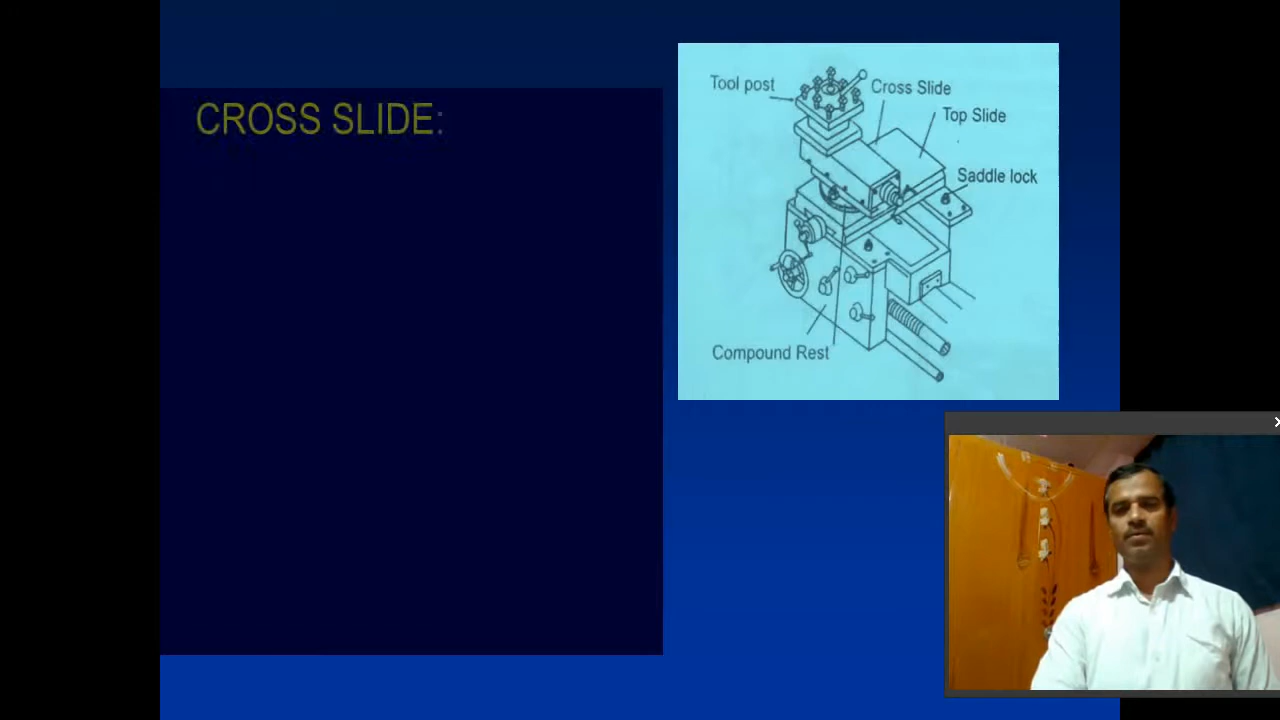 CROSS SLIDE:
Tool post
Cross Slide
Top Slide
Saddle lock
Compound Rest